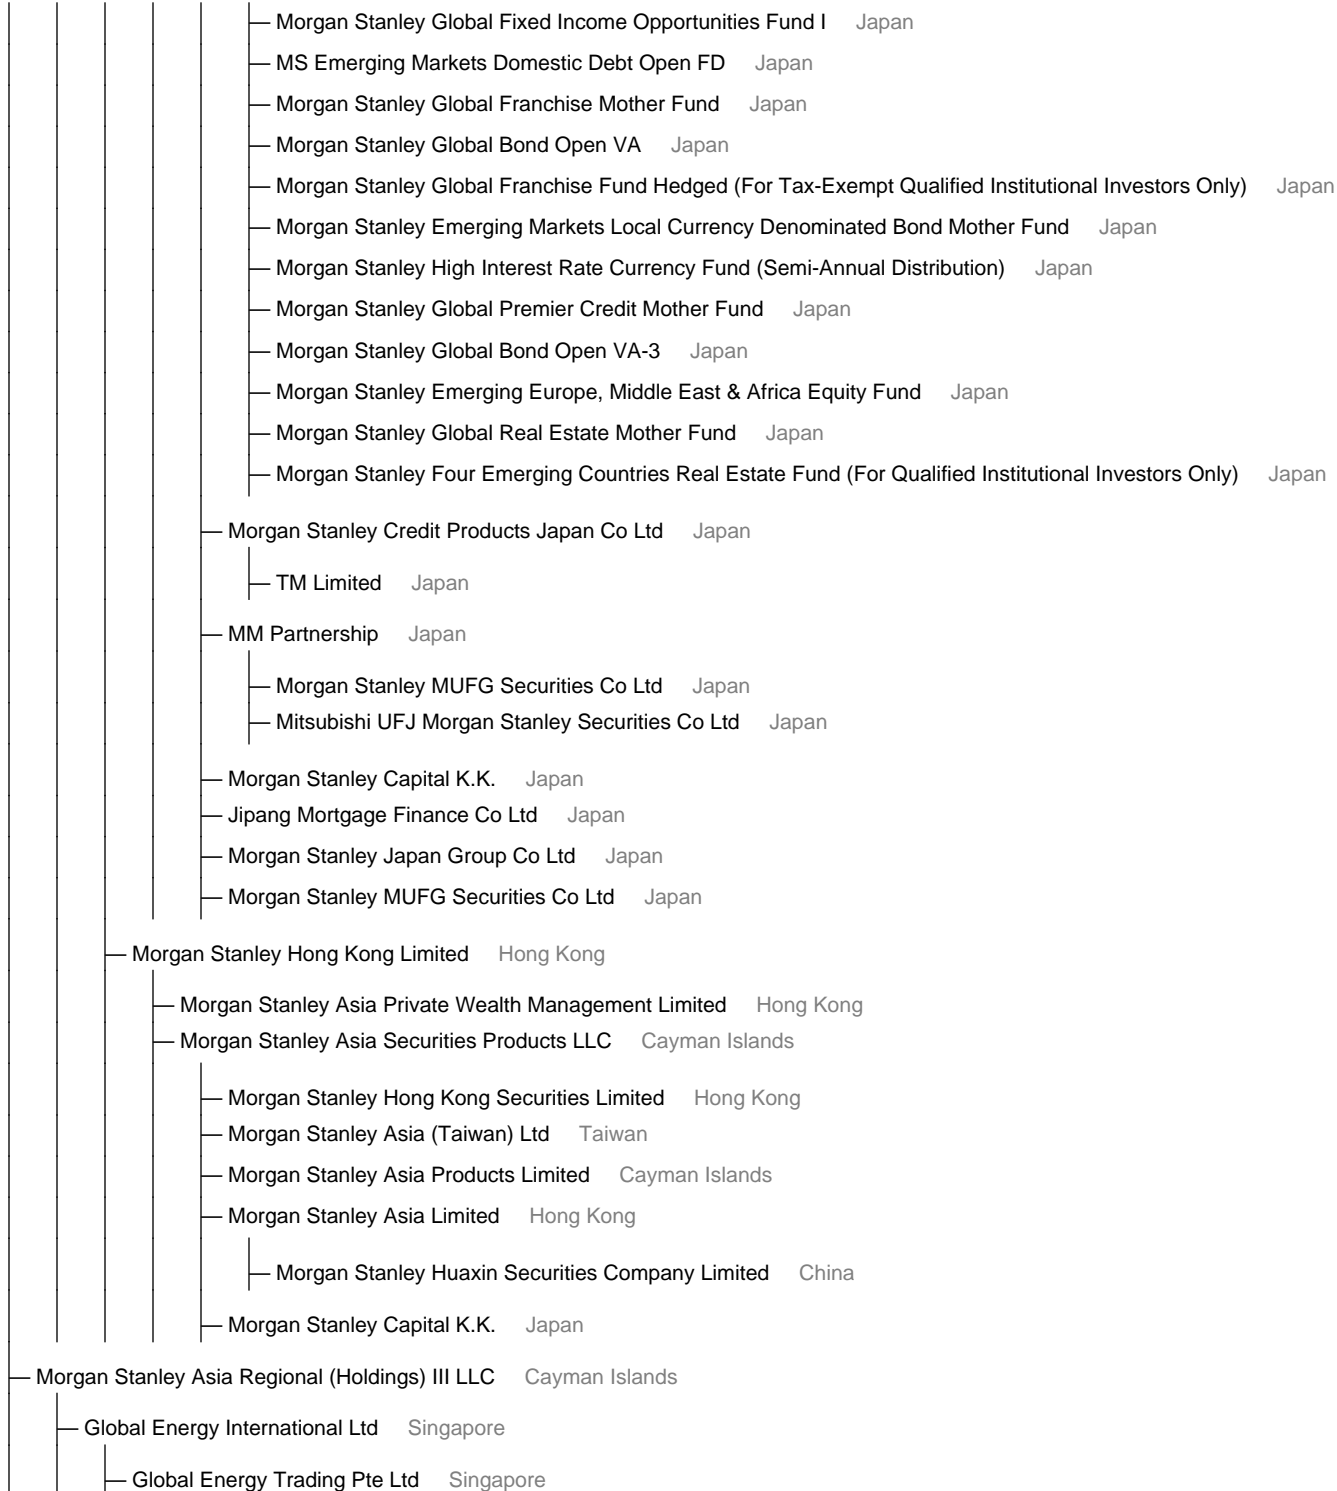 Morgan Stanley Global Fixed Income Opportunities Fund I Japan
MS Emerging Markets Domestic Debt Open FD Japan
Morgan Stanley Global Franchise Mother Fund Japan
Morgan Stanley Global Bond Open VA Japan
Morgan Stanley Global Franchise Fund Hedged (For Tax-Exempt Qualified Institutional Investors Only) Japan
Morgan Stanley Emerging Markets Local Currency Denominated Bond Mother Fund Japan
Morgan Stanley High Interest Rate Currency Fund (Semi-Annual Distribution) Japan
Morgan Stanley Global Premier Credit Mother Fund Japan
Morgan Stanley Global Bond Open VA-3 Japan
Morgan Stanley Emerging Europe, Middle East & Africa Equity Fund Japan
Morgan Stanley Global Real Estate Mother Fund Japan
Morgan Stanley Four Emerging Countries Real Estate Fund (For Qualified Institutional Investors Only) Japan
Morgan Stanley Credit Products Japan Co Ltd Japan
TM Limited Japan
MM Partnership Japan
Morgan Stanley MUFG Securities Co Ltd Japan
Mitsubishi UFJ Morgan Stanley Securities Co Ltd Japan
Morgan Stanley Capital K.K. Japan
Jipang Mortgage Finance Co Ltd Japan
Morgan Stanley Japan Group Co Ltd Japan
Morgan Stanley MUFG Securities Co Ltd Japan
Morgan Stanley Hong Kong Limited Hong Kong
Morgan Stanley Asia Private Wealth Management Limited Hong Kong
Morgan Stanley Asia Securities Products LLC Cayman Islands
Morgan Stanley Hong Kong Securities Limited Hong Kong
Morgan Stanley Asia (Taiwan) Ltd Taiwan
Morgan Stanley Asia Products Limited Cayman Islands
Morgan Stanley Asia Limited Hong Kong
Morgan Stanley Huaxin Securities Company Limited China
Morgan Stanley Capital K.K. Japan
Morgan Stanley Asia Regional (Holdings) III LLC Cayman Islands
Global Energy International Ltd Singapore
Global Energy Trading Pte Ltd Singapore